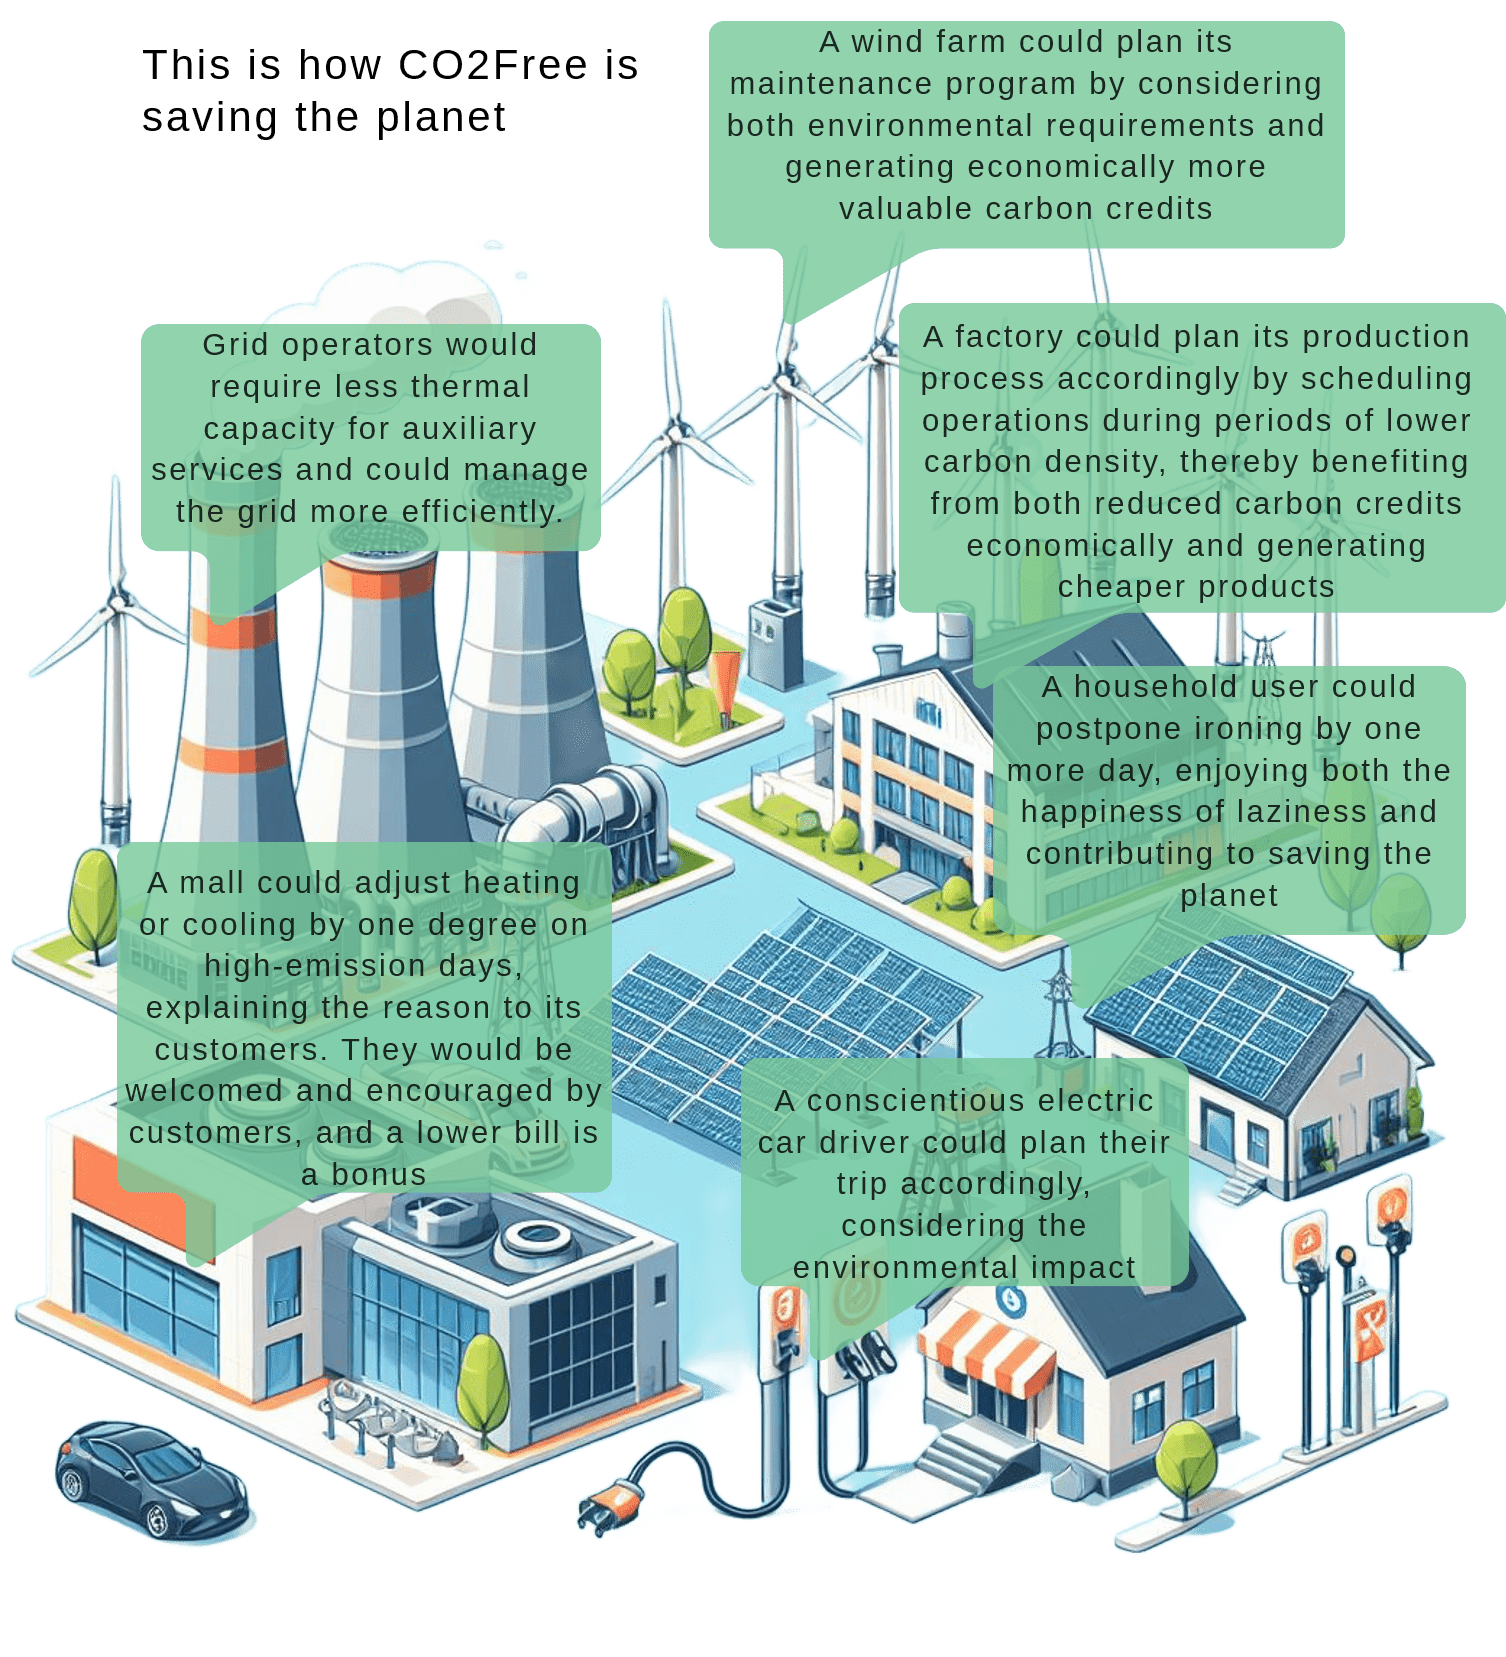 This is how CO2Free is
saving the planet
A wind farm could plan its
maintenance program by considering
both environmental requirements and
generating economically more
valuable carbon credits
Grid operators would
require less thermal
capacity for auxiliary
services and could manage
the grid more efficiently.
A factory could plan its production
process accordingly by scheduling
operations during periods of lower
carbon density, thereby benefiting
from both reduced carbon credits
economically and generating
cheaper products
A household user could
postpone ironing by one
more day, enjoying both the
happiness of laziness and
contributing to saving the
planet
A mall could adjust heating
or cooling by one degree on
high-emission days,
explaining the reason to its
customers. They would be
welcomed and encouraged by
customers, and a lower bill is
a bonus
A conscientious electric
car driver could plan their
trip accordingly,
considering the
environmental impact